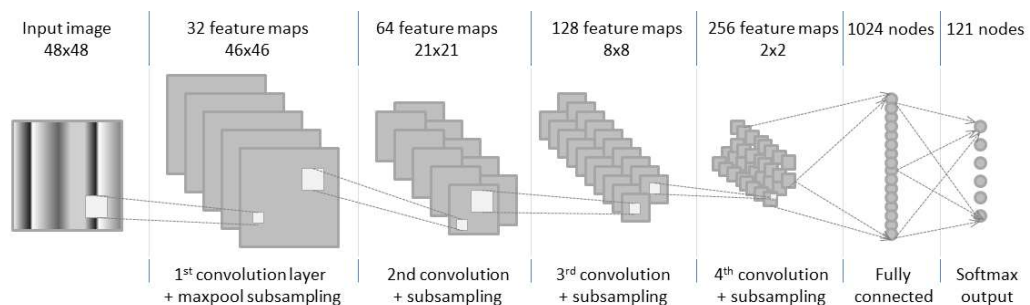 Input image
48x48
32 feature maps
46x46
64 feature maps
21x21
128 feature maps
8x8
256 feature maps
2x2
1024 nodes
121 nodes
1st convolution layer
+ maxpool subsampling
2nd convolution
+ subsampling
3rd convolution
+ subsampling
4th convolution
+ subsampling
Fully
connected
Softmax
output